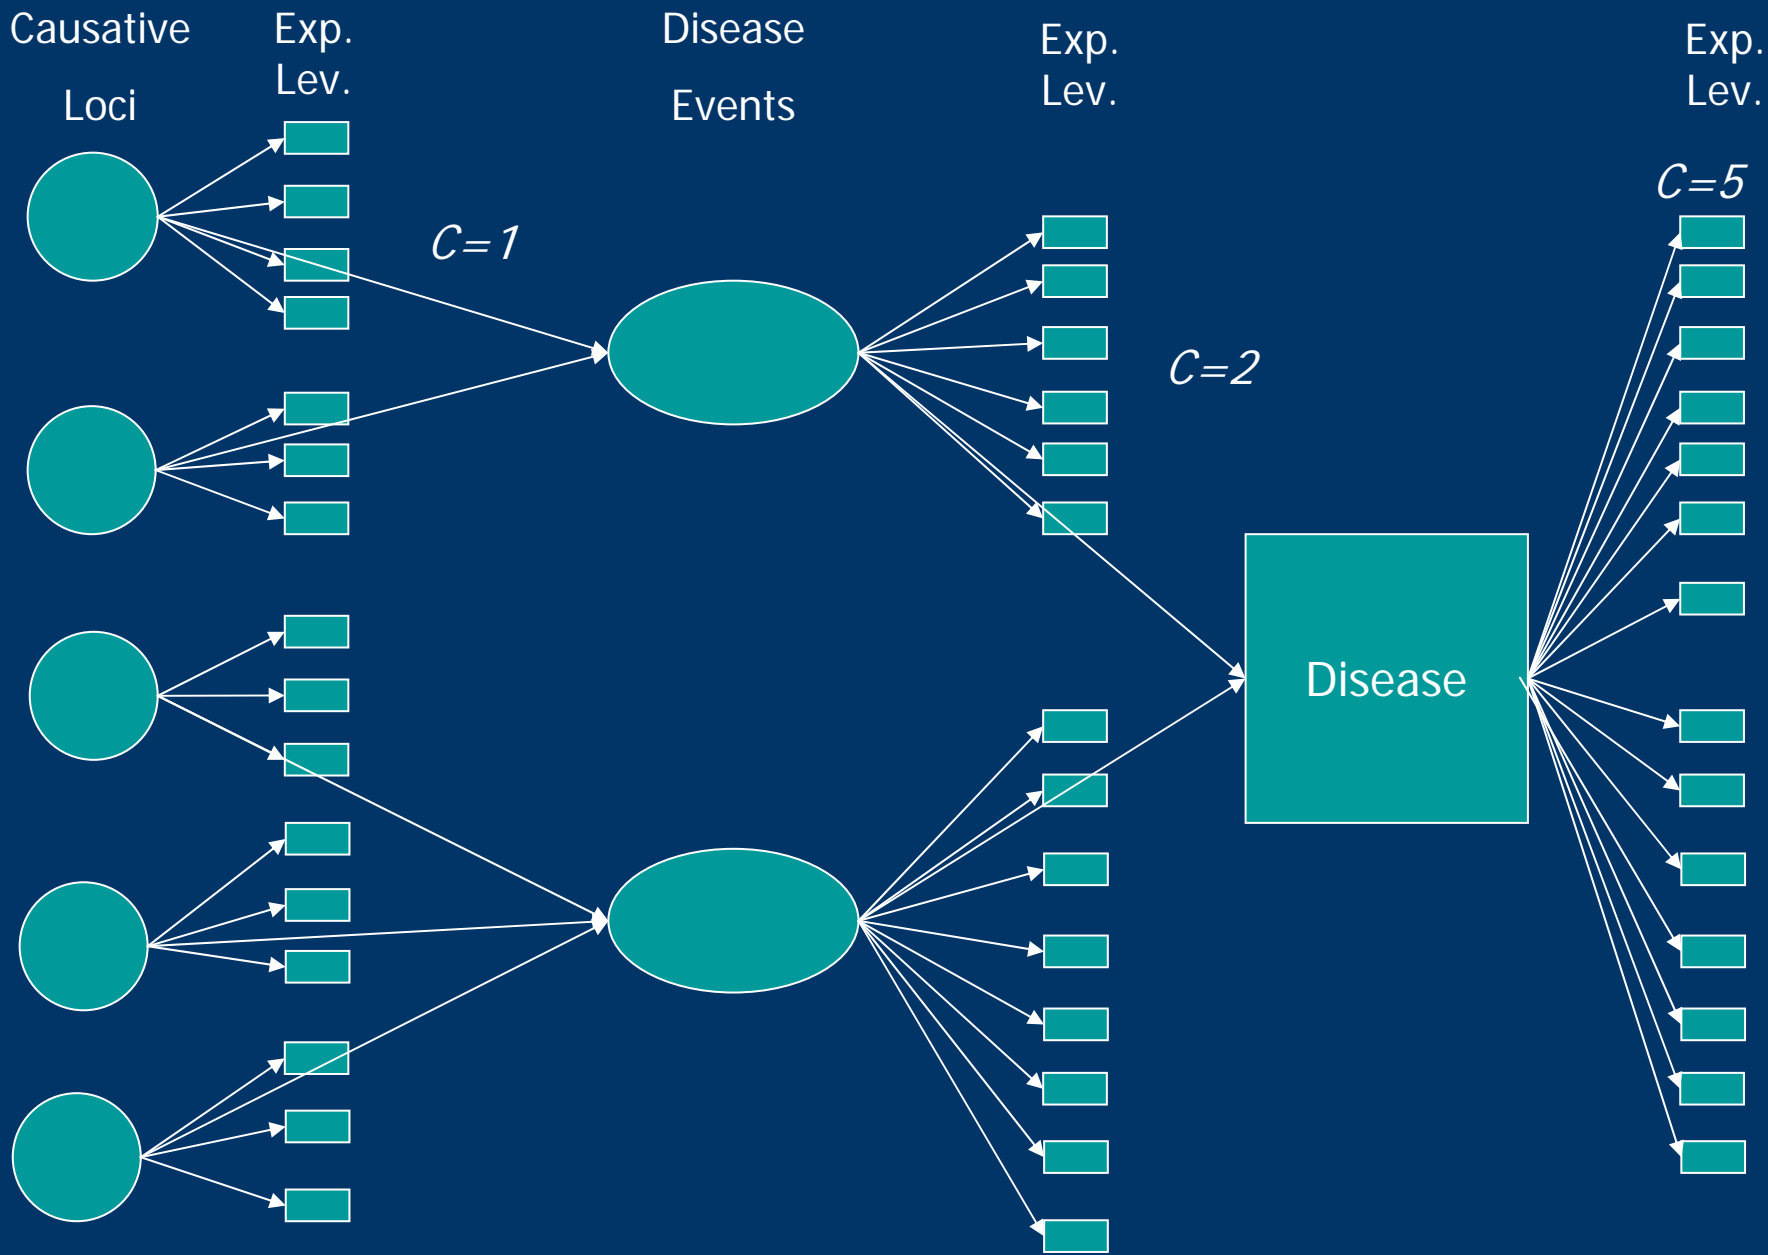 Causative
Loci
Exp.
Lev.
Disease
Events
Exp.
Lev.
Exp.
Lev.
C=1
C=2
C=5
Disease